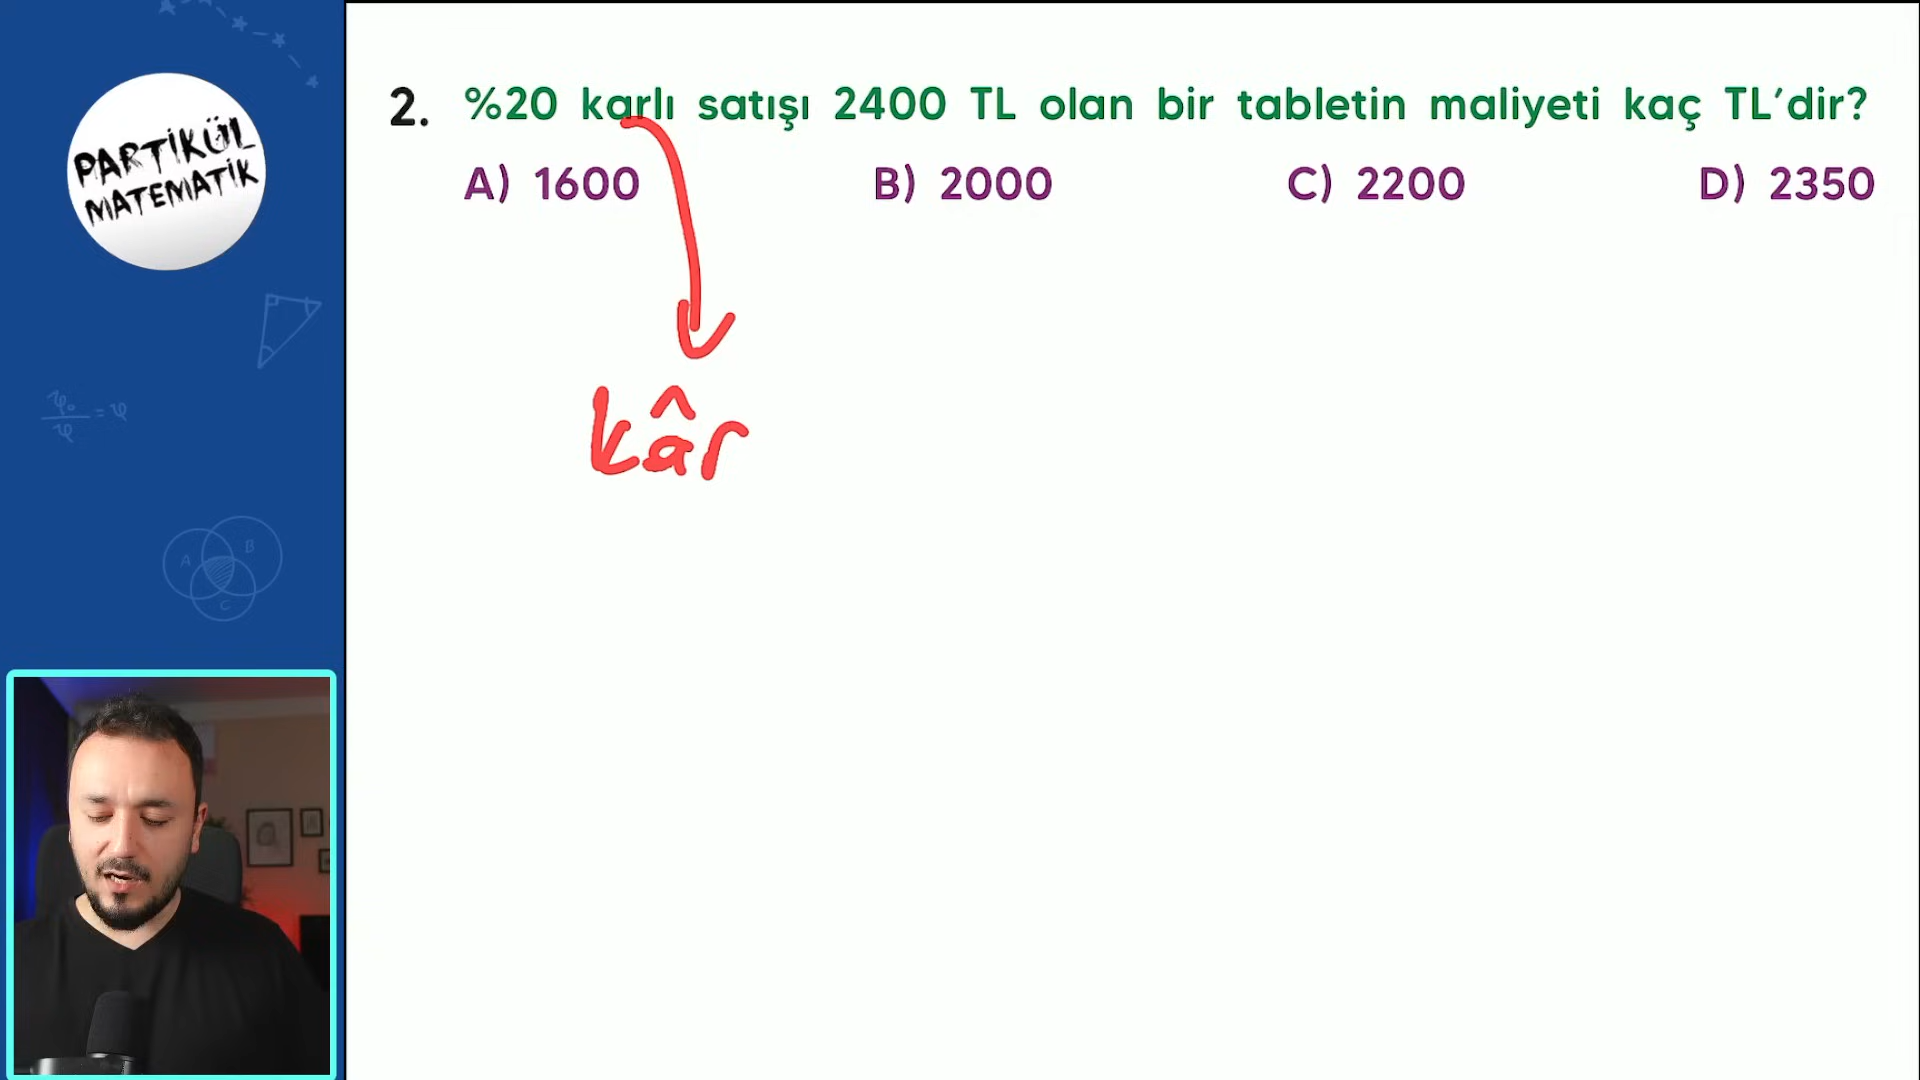 PARTİKÜL
MATEMATİK
2. %20 karlı satışı 2400 TL olan bir tabletin maliyeti kaç TL'dir?
A) 1600 B) 2000 C) 2200 D) 2350
kâr
A B
C